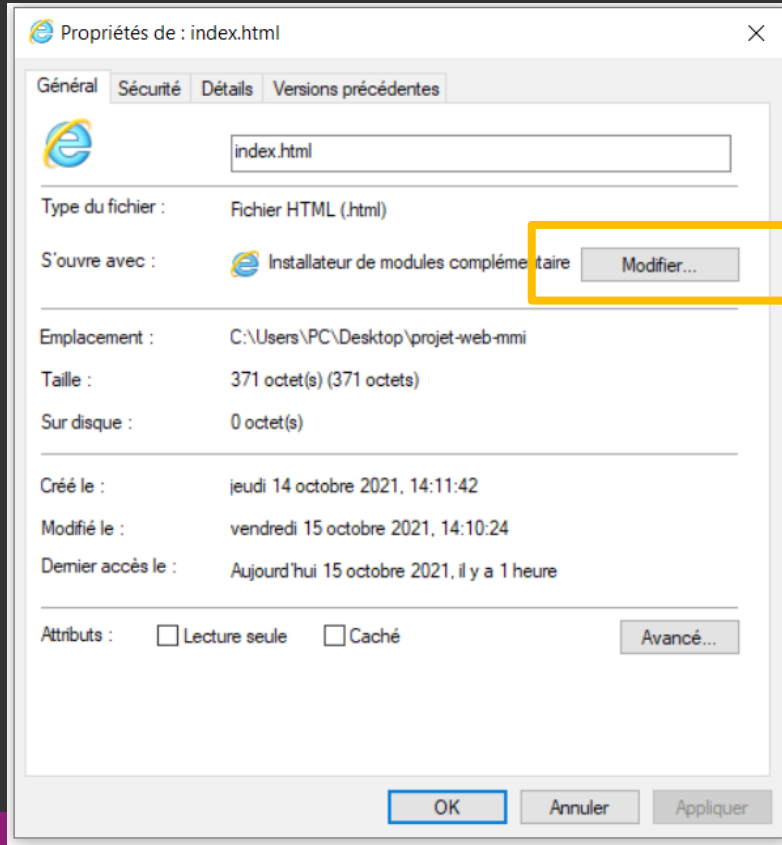 Propriétés de : index.html
Général Sécurité Détails Versions précédentes
index.html
Type du fichier : Fichier HTML (.html)
S'ouvre avec : Installateur de modules complémentaire Modifier...
Emplacement : C:\Users\PC\Desktop\projet-web-mmi
Taille : 371 octet(s) (371 octets)
Sur disque : 0 octet(s)
Créé le : jeudi 14 octobre 2021, 14:11:42
Modifié le : vendredi 15 octobre 2021, 14:10:24
Dernier accès le : Aujourd'hui 15 octobre 2021, il y a 1 heure
Attributs : Lecture seule Caché Avancé...
OK Annuler Appliquer